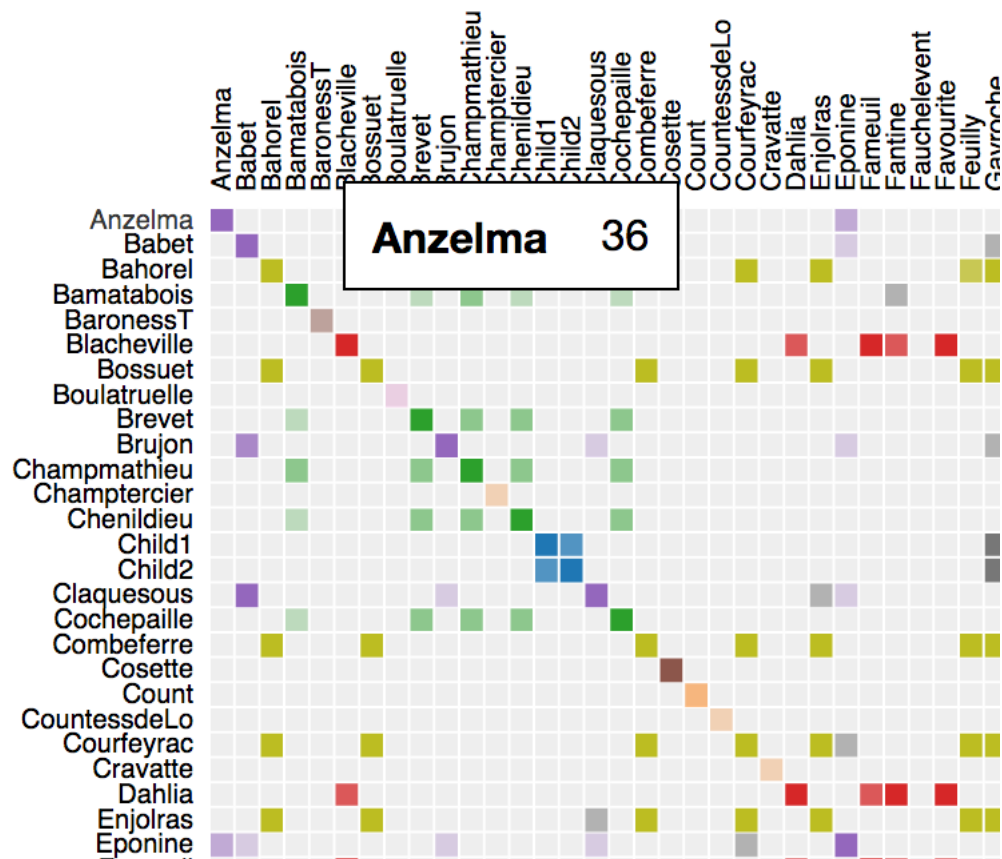 Anzelma
Babet
Bahorel
Bamatabois
BaronessT
Blacheville
Bossuet
Boulatruelle
Brevet
Brujon
Champmathieu
Champtercier
Chenildieu
Child1
Child2
Claquesous
Cochepaille
Combeferre
Cosette
Count
CountessdeLo
Courfeyrac
Cravatte
Dahlia
Enjolras
Eponine
Fameuil
Fantine
Fauchelevent
Favourite
Feuilly
Gavroche
Anzelma 36
Anzelma
Babet
Bahorel
Bamatabois
BaronessT
Blacheville
Bossuet
Boulatruelle
Brevet
Brujon
Champmathieu
Champtercier
Chenildieu
Child1
Child2
Claquesous
Cochepaille
Combeferre
Cosette
Count
CountessdeLo
Courfeyrac
Cravatte
Dahlia
Enjolras
Eponine